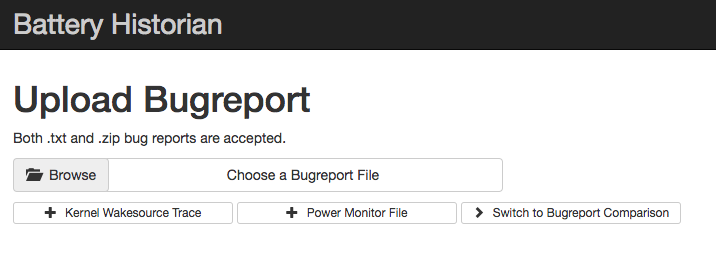 Battery Historian
Upload Bugreport
Both .txt and .zip bug reports are accepted.
Browse Choose a Bugreport File
Kernel Wakesource Trace Power Monitor File Switch to Bugreport Comparison